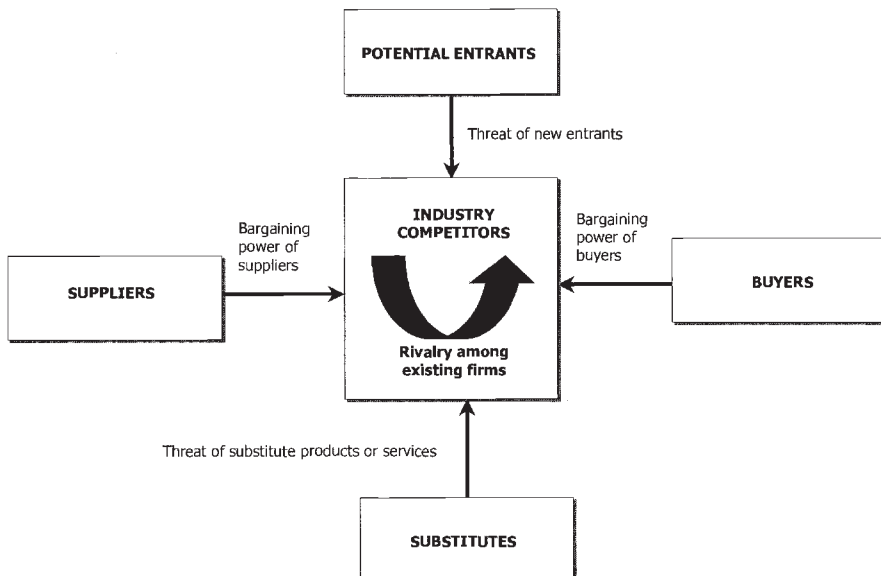 POTENTIAL ENTRANTS
Threat of new entrants
INDUSTRY
COMPETITORS
Bargaining
power of
suppliers
Bargaining
power of
buyers
SUPPLIERS
BUYERS
Rivalry among
existing firms
Threat of substitute products or services
SUBSTITUTES